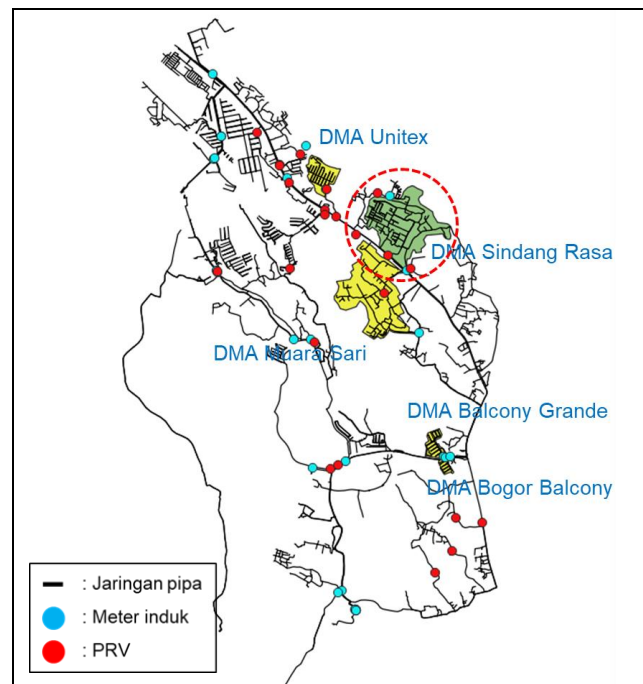 DMA Unitex
DMA Sindang Rasa
DMA Muara Sari
DMA Balcony Grande
DMA Bogor Balcony
: Jaringan pipa
: Meter induk
: PRV